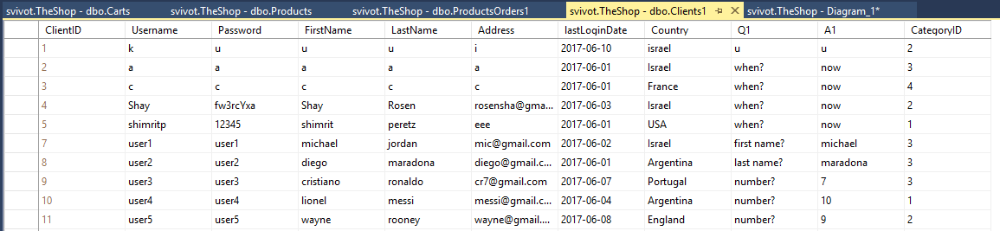 svivot.TheShop - dbo.Carts svivot.TheShop - dbo.Products svivot.TheShop - dbo.ProductsOrders1 svivot.TheShop - dbo.Clients1 svivot.TheShop - Diagram_1*
ClientID Username Password FirstName LastName Address lastLoginDate Country Q1 A1 CategoryID
1 k u u u i 2017-06-10 israel u u 2
2 a a a a a 2017-06-01 Israel when? now 3
3 c c c c c 2017-06-01 France when? now 4
4 Shay fw3rcYxa Shay Rosen rosensha@gma... 2017-06-03 Israel when? now 2
5 shimritp 12345 shimrit peretz eee 2017-06-01 USA when? now 1
7 user1 user1 michael jordan mic@gmail.com 2017-06-02 Israel first name? michael 3
8 user2 user2 diego maradona diego@gmail.c... 2017-06-01 Argentina last name? maradona 3
9 user3 user3 cristiano ronaldo cr7@gmail.com 2017-06-07 Portugal number? 7 3
10 user4 user4 lionel messi messi@gmail.c... 2017-06-04 Argentina number? 10 1
11 user5 user5 wayne rooney wayne@gmail.... 2017-06-08 England number? 9 2